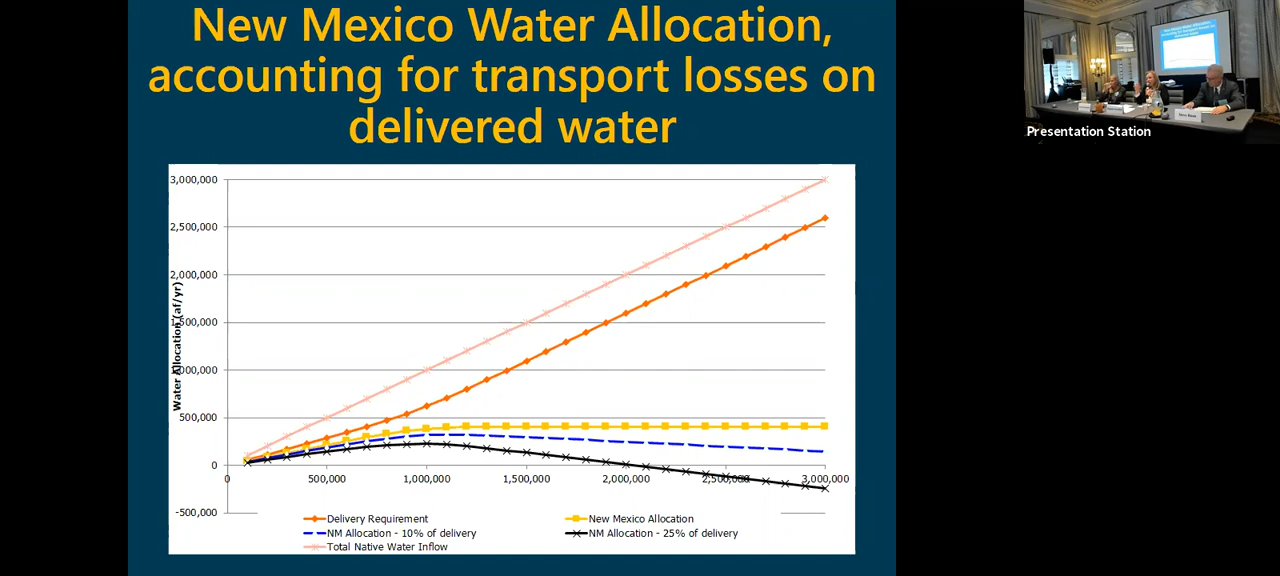 New Mexico Water Allocation,
accounting for transport losses on
delivered water
Presentation Station
3,000,000
2,500,000
2,000,000
1,500,000
1,000,000
500,000
0
-500,000
Water Allocation (af/yr)
0 500,000 1,000,000 1,500,000 2,000,000 2,500,000 3,000,000
Delivery Requirement
New Mexico Allocation
NM Allocation - 10% of delivery
NM Allocation - 25% of delivery
Total Native Water Inflow